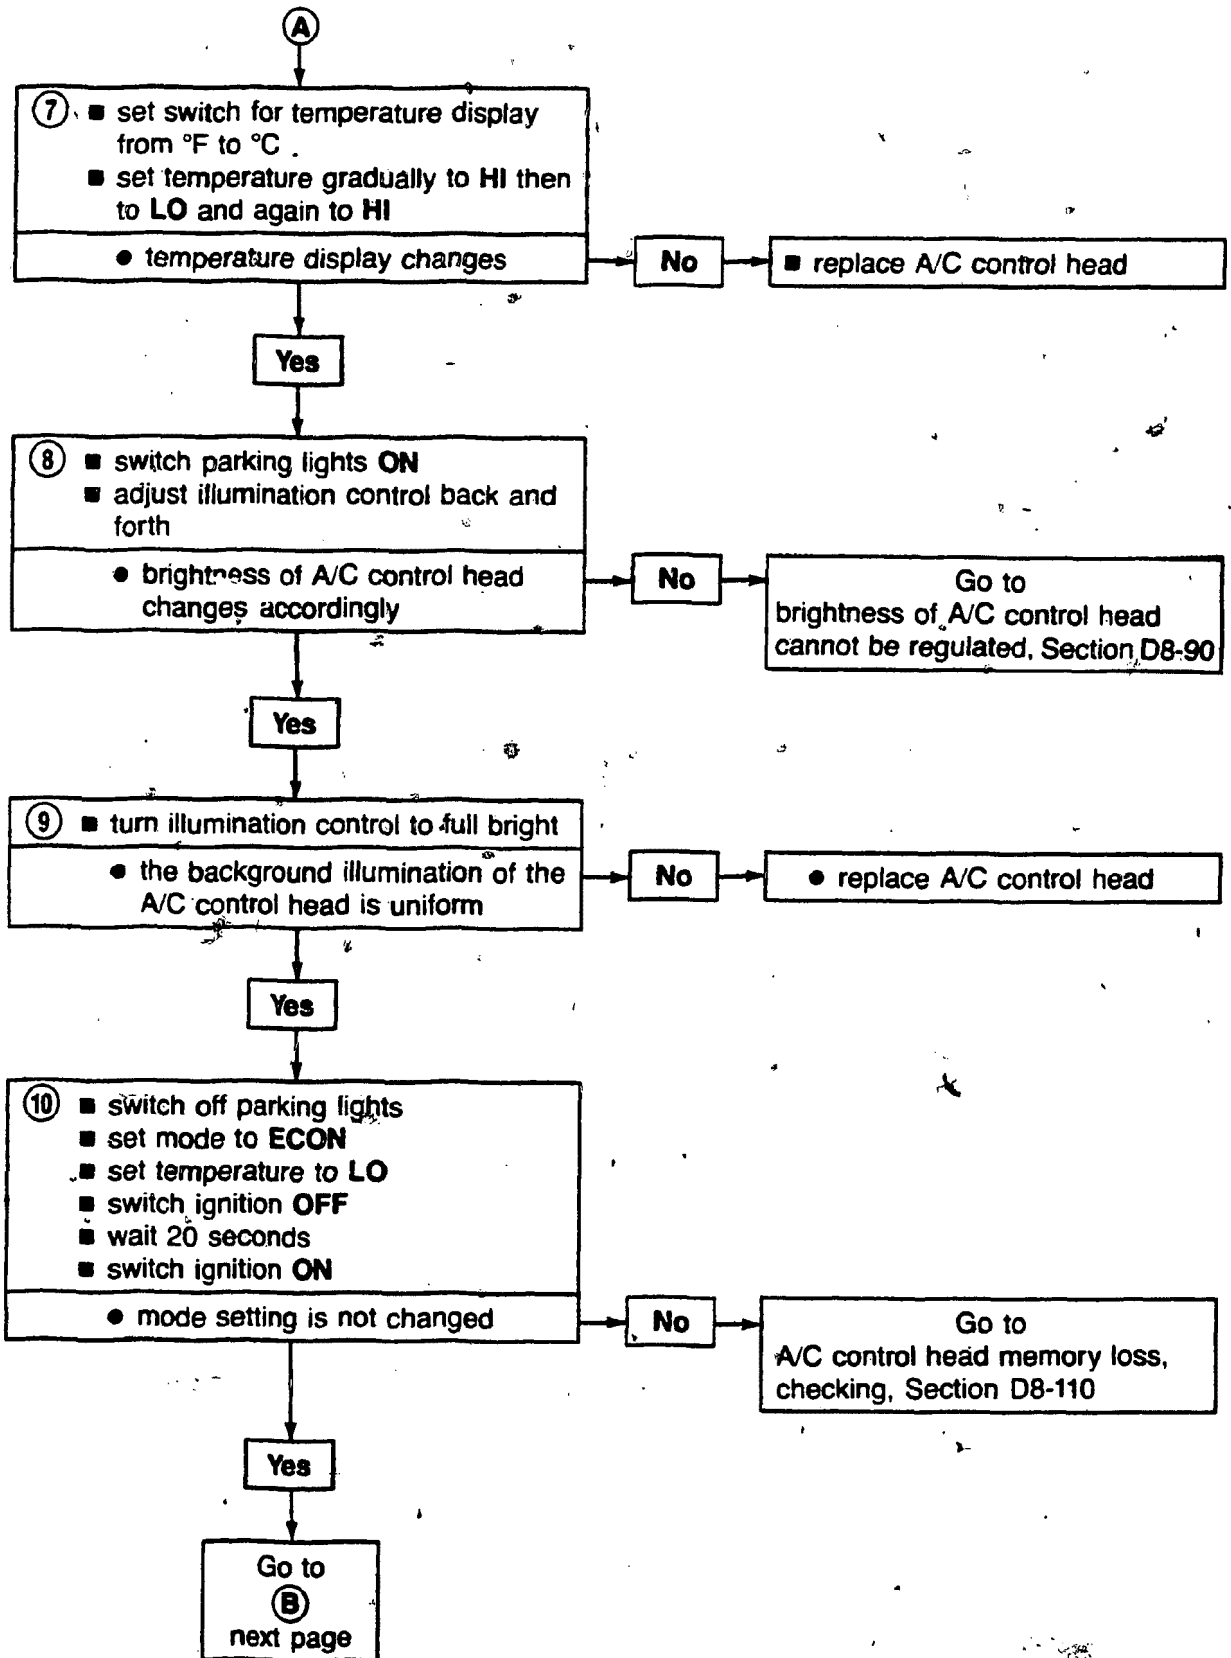 A
7 ■ set switch for temperature display
from °F to °C .
■ set temperature gradually to HI then
to LO and again to HI
● temperature display changes
No
■ replace A/C control head
Yes
8 ■ switch parking lights ON
■ adjust illumination control back and
forth
● brightness of A/C control head
changes accordingly
No
Go to
brightness of A/C control head
cannot be regulated, Section D8-90
Yes
9 ■ turn illumination control to full bright
● the background illumination of the
A/C control head is uniform
No
● replace A/C control head
Yes
10 ■ switch off parking lights
■ set mode to ECON
■ set temperature to LO
■ switch ignition OFF
■ wait 20 seconds
■ switch ignition ON
● mode setting is not changed
No
Go to
A/C control head memory loss,
checking, Section D8-110
Yes
Go to
B
next page